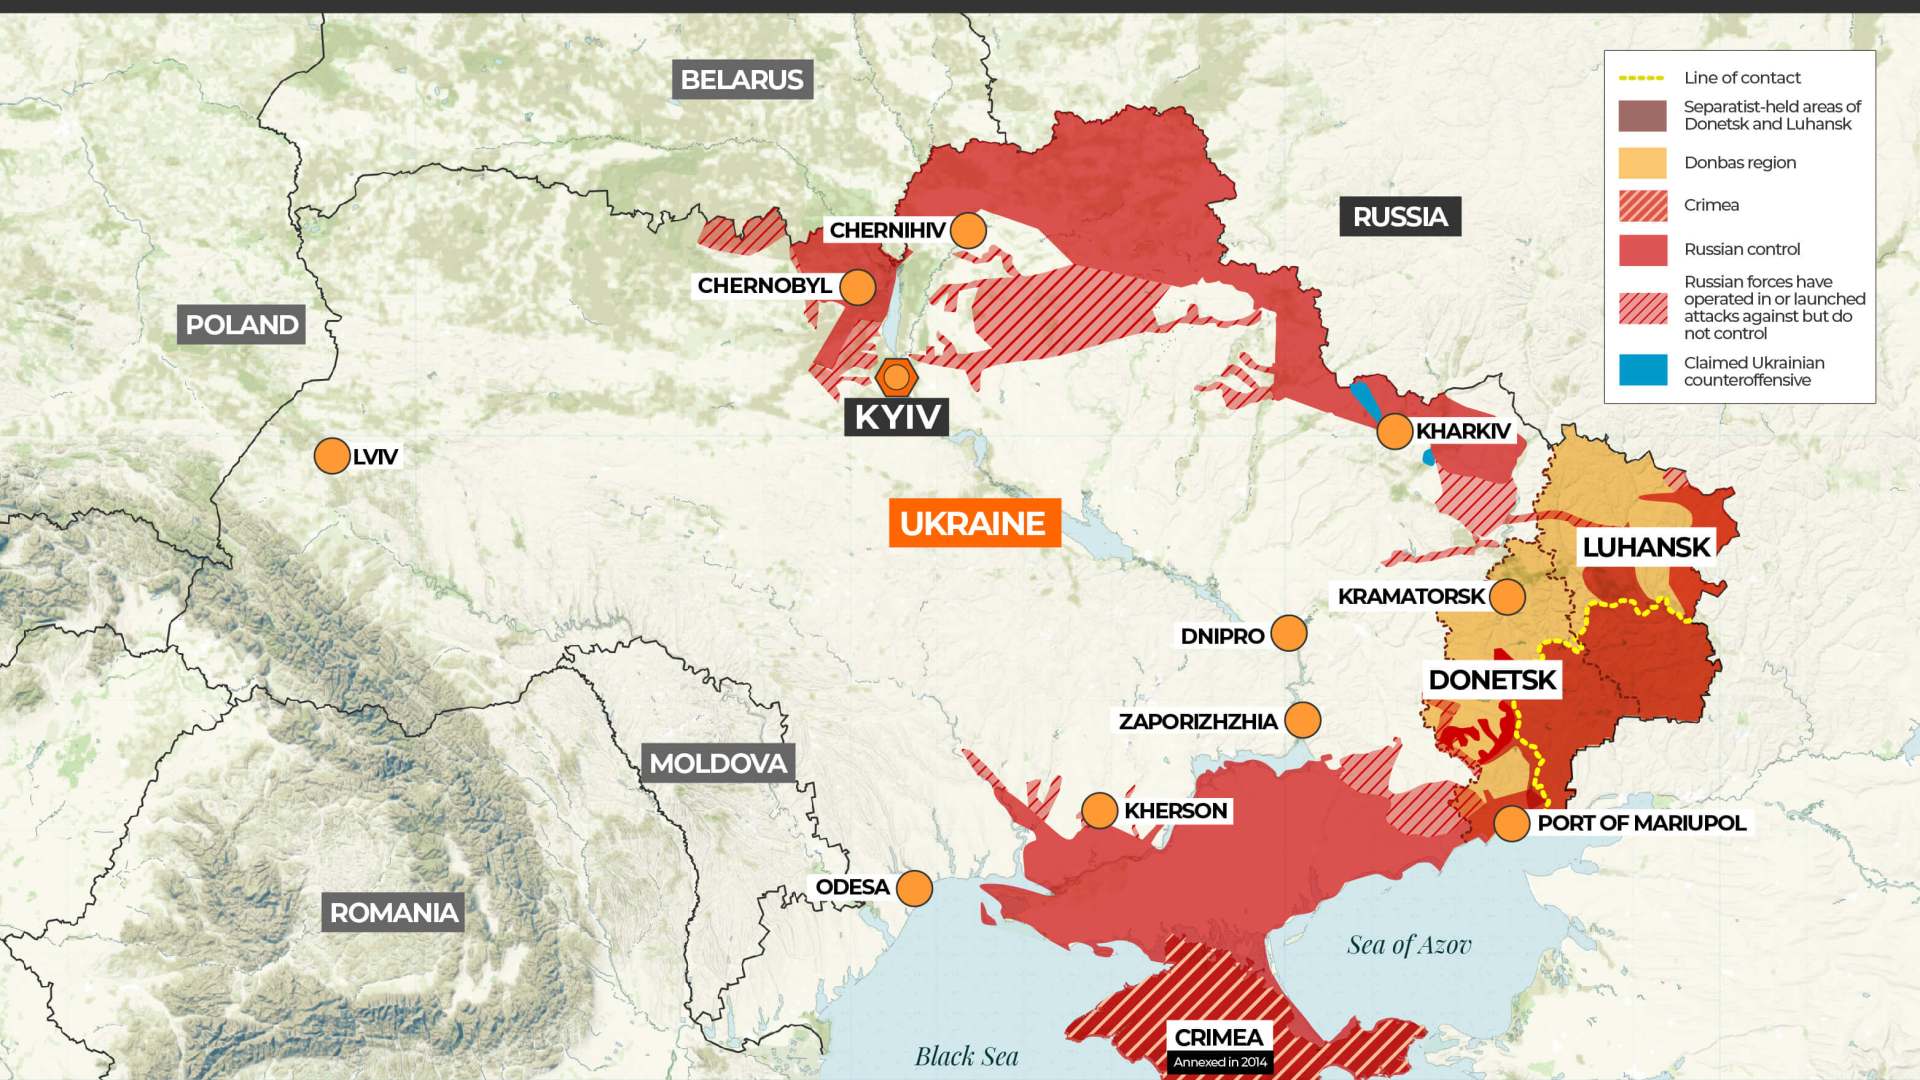 BELARUS
Line of contact
Separatist-held areas of
Donetsk and Luhansk
Donbas region
Crimea
Russian control
Russian forces have
operated in or launched
attacks against but do
not control
Claimed Ukrainian
counteroffensive
RUSSIA
CHERNIHIV
CHERNOBYL
POLAND
KYIV
KHARKIV
LVIV
UKRAINE
LUHANSK
KRAMATORSK
DNIPRO
DONETSK
ZAPORIZHZHIA
MOLDOVA
KHERSON
PORT OF MARIUPOL
ODESA
ROMANIA
Sea of Azov
CRIMEA
Annexed in 2014
Black Sea